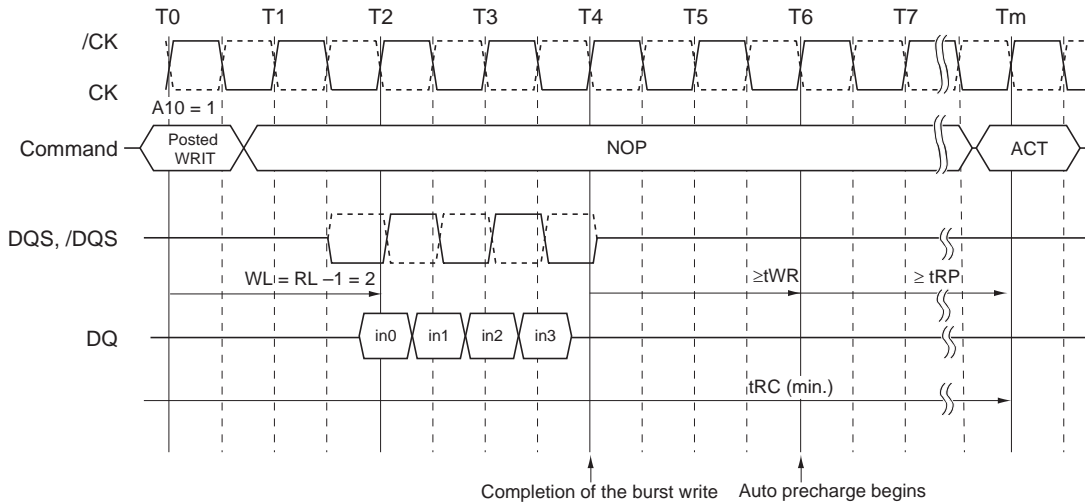 T0 T1 T2 T3 T4 T5 T6 T7 Tm
/CK
CK
A10 = 1
Command
Posted
WRIT
NOP
ACT
DQS, /DQS
WL = RL –1 = 2
≥tWR
≥ tRP
DQ
in0 in1 in2 in3
tRC (min.)
Completion of the burst write
Auto precharge begins